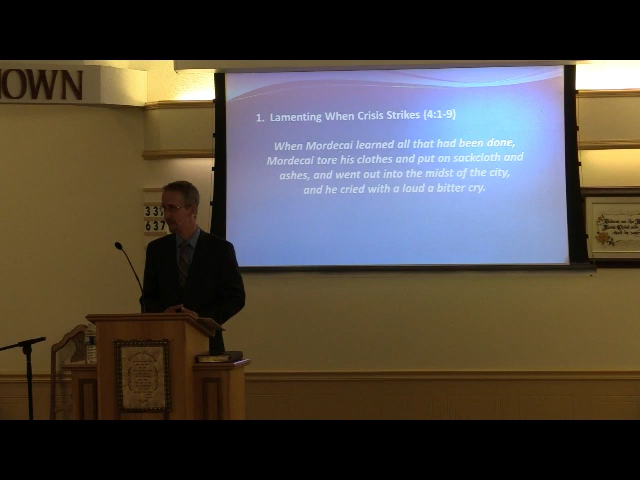 OWN
1. Lamenting When Crisis Strikes (4:1-9)
When Mordecai learned all that had been done,
Mordecai tore his clothes and put on sackcloth and
ashes, and went out into the midst of the city,
and he cried with a loud a bitter cry.
33
637